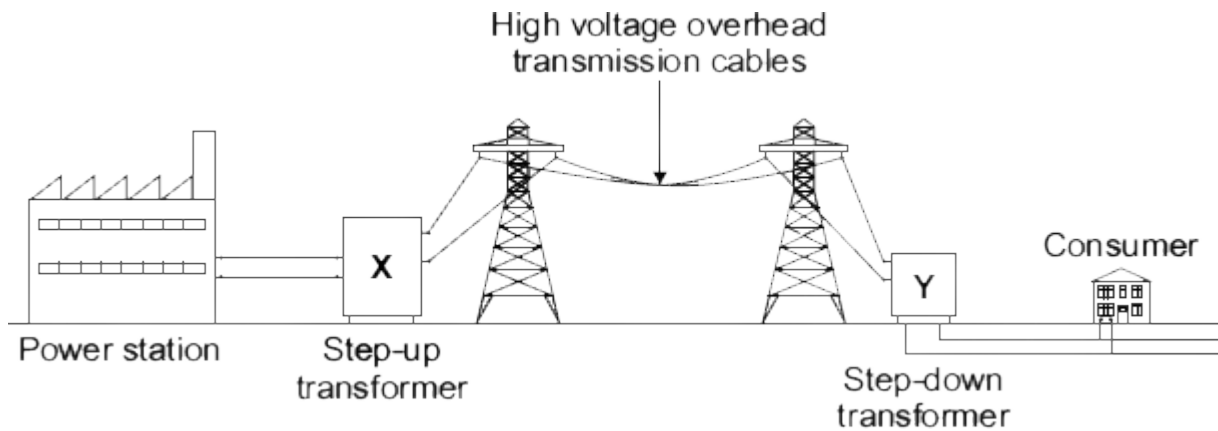 High voltage overhead
transmission cables
X
Y
Consumer
Power station
Step-up
transformer
Step-down
transformer